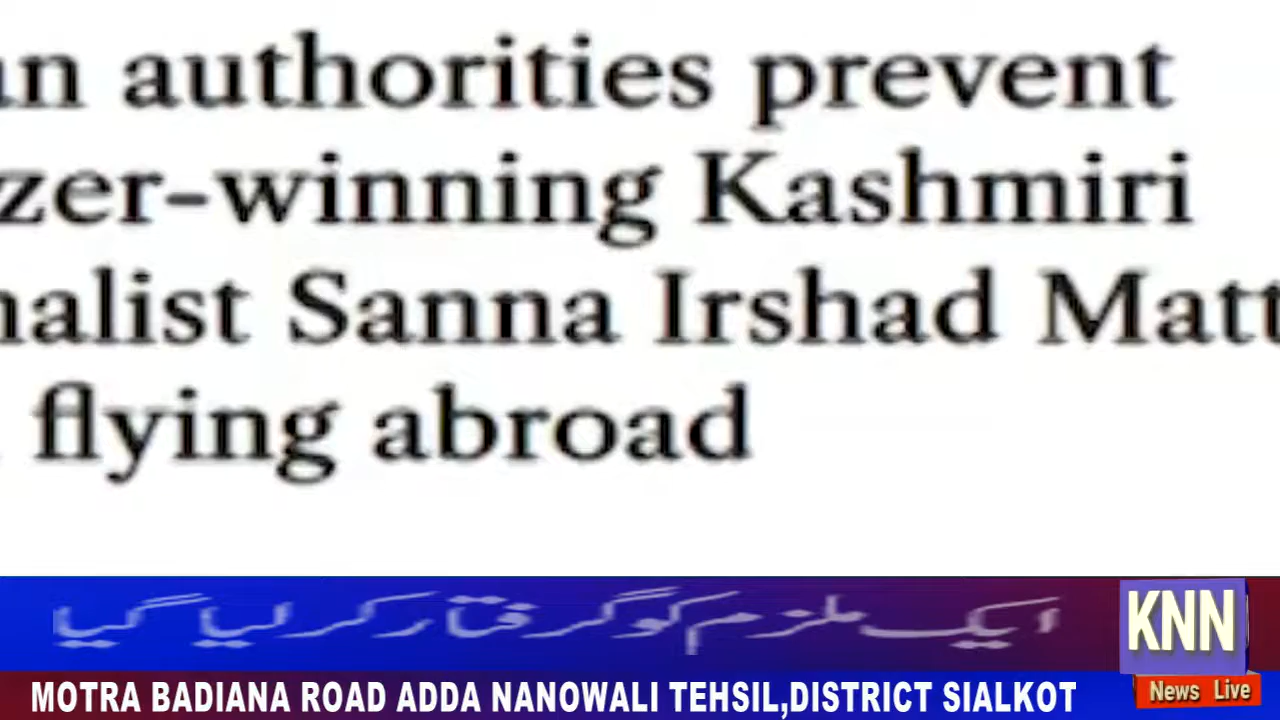 an authorities prevent
zer-winning Kashmiri
nalist Sanna Irshad Matt
flying abroad
ایک ملزم کو گرفتار کر لیا گیا
KNN
News Live
MOTRA BADIANA ROAD ADDA NANOWALI TEHSIL,DISTRICT SIALKOT